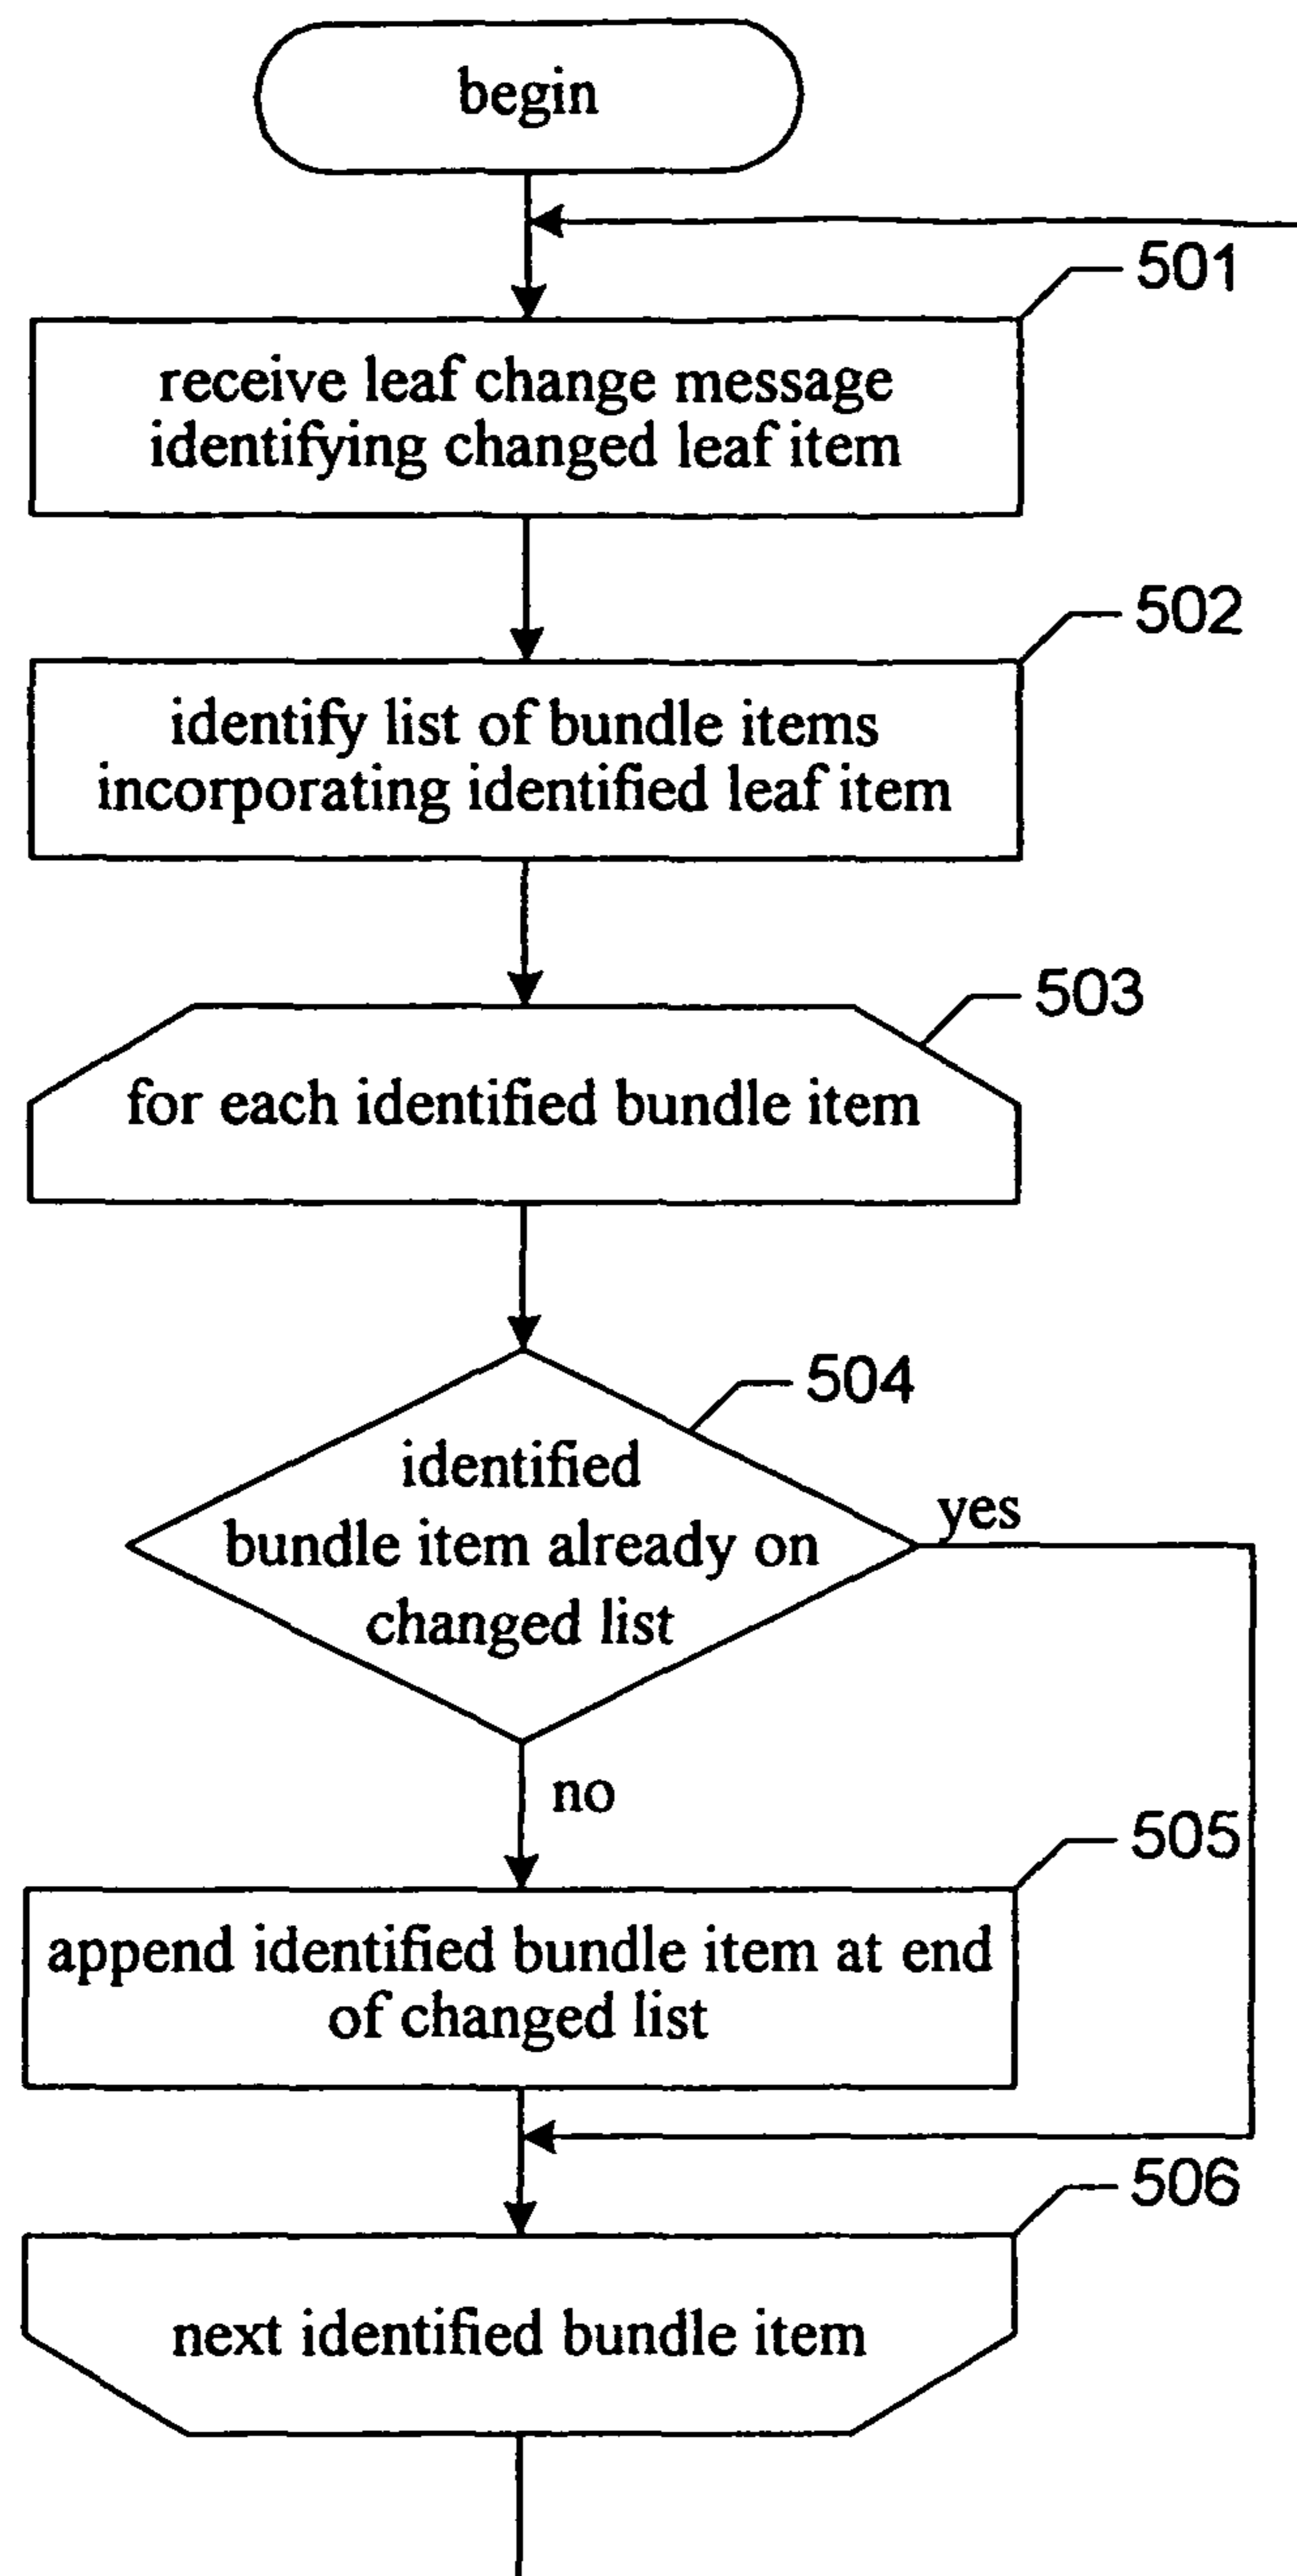 begin
501
receive leaf change message
identifying changed leaf item
502
identify list of bundle items
incorporating identified leaf item
503
for each identified bundle item
504
identified
bundle item already on
changed list
yes
no
505
append identified bundle item at end
of changed list
506
next identified bundle item